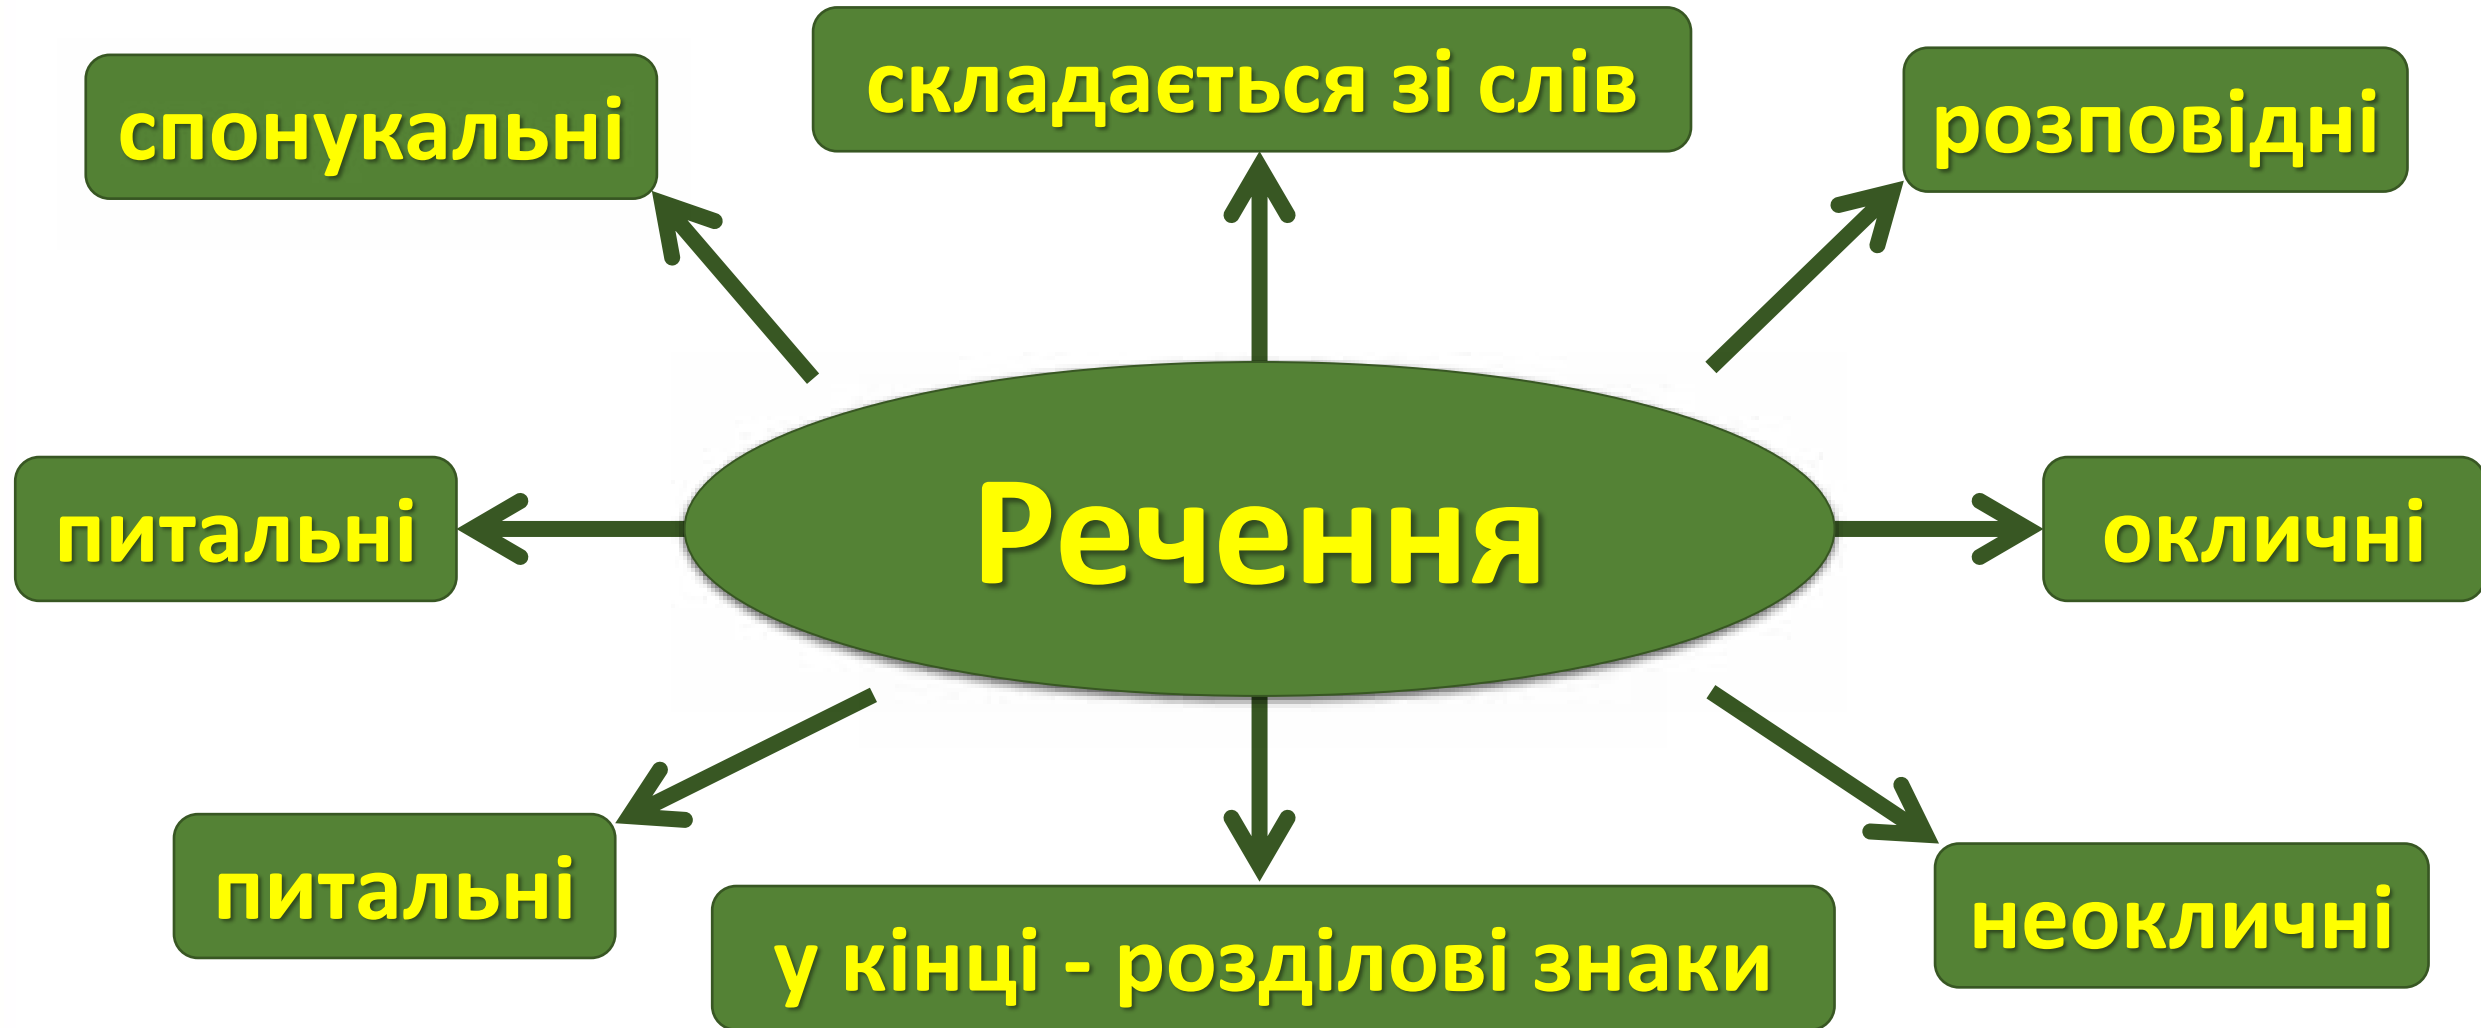 складається зі слів
спонукальні
розповідні
питальні
Речення
окличні
питальні
неокличні
у кінці - розділові знаки